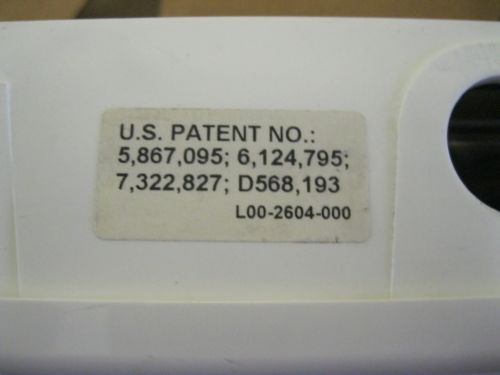 U.S. PATENT NO.:
5,867,095; 6,124,795;
7,322,827; D568,193
L00-2604-000